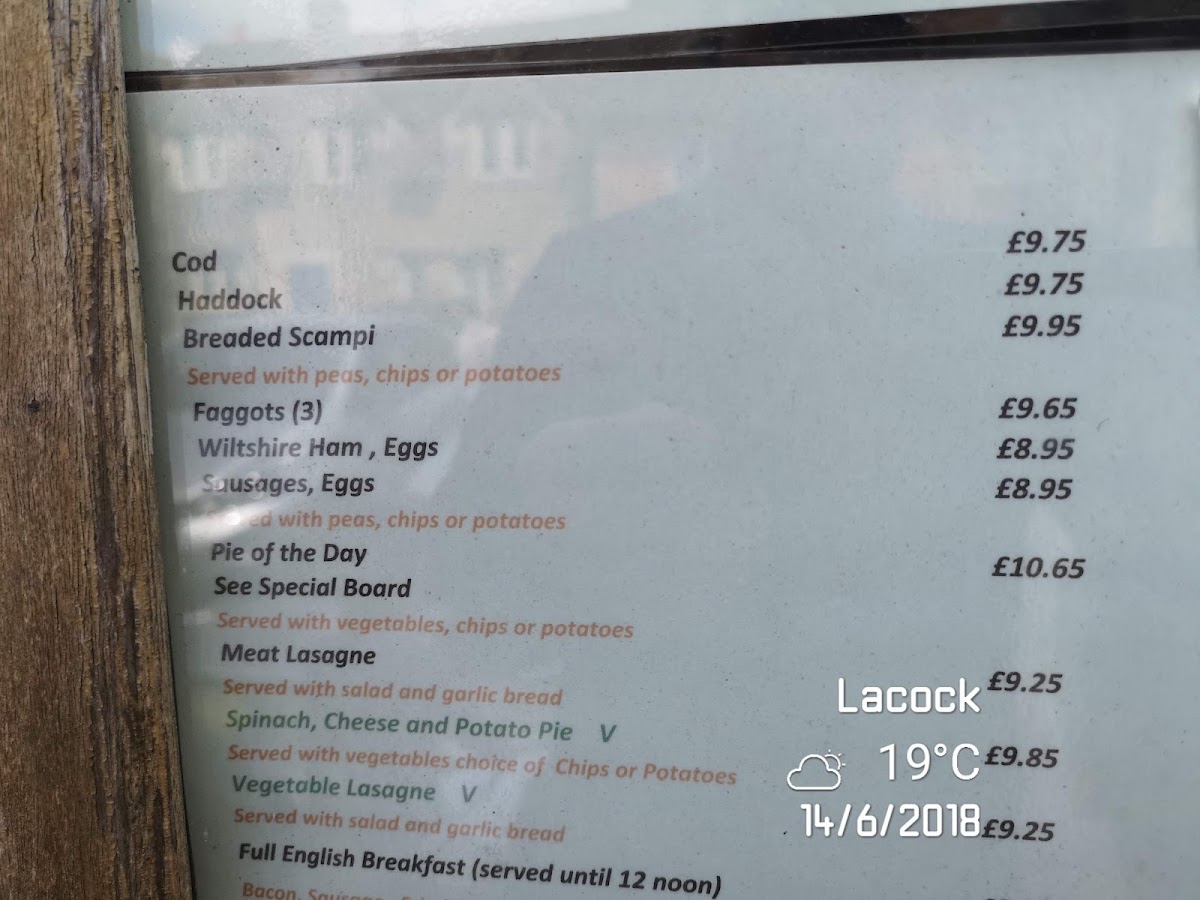 Cod £9.75
Haddock £9.75
Breaded Scampi £9.95
Served with peas, chips or potatoes
Faggots (3) £9.65
Wiltshire Ham , Eggs £8.95
Sausages, Eggs £8.95
with peas, chips or potatoes
Pie of the Day £10.65
See Special Board
Served with vegetables, chips or potatoes
Meat Lasagne £9.25
Served with salad and garlic bread
Spinach, Cheese and Potato Pie V £9.85
Served with vegetables choice of Chips or Potatoes
Vegetable Lasagne V £9.25
Served with salad and garlic bread
Full English Breakfast (served until 12 noon)
Bacon,
Lacock
19°C
14/6/2018